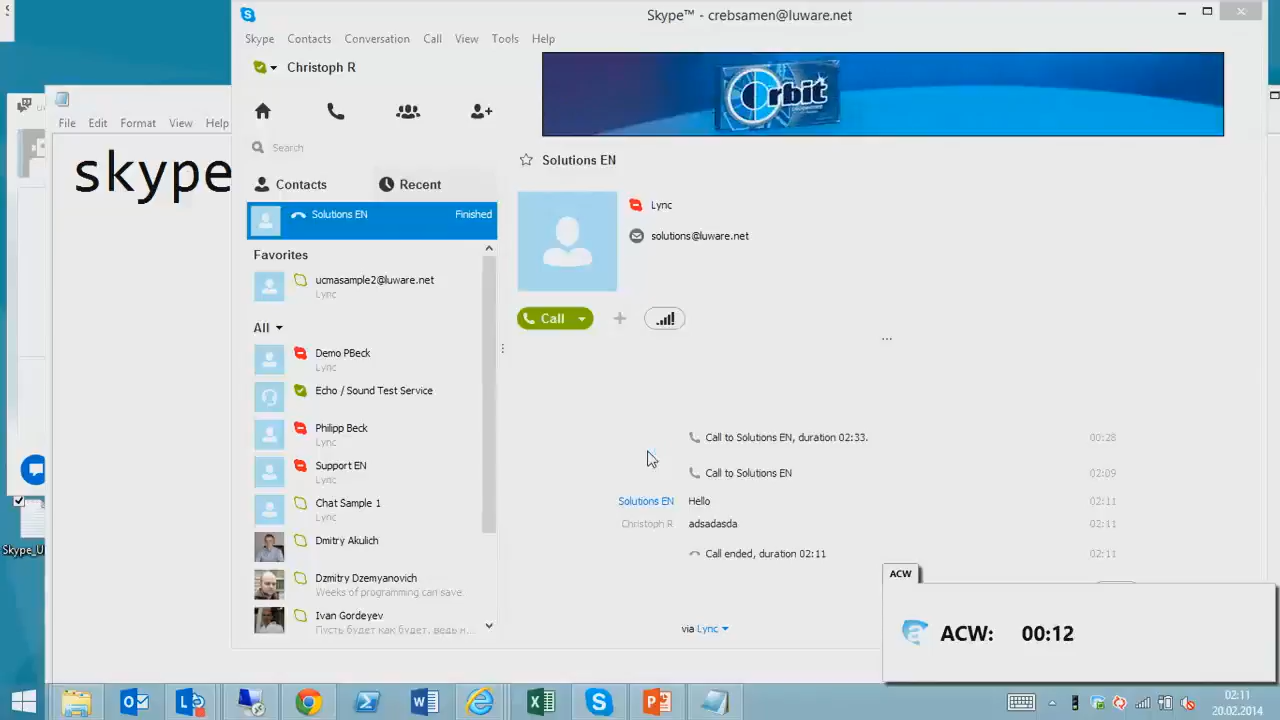 Skype™ - crebsamen@luware.net
Skype Contacts Conversation Call View Tools Help
Christoph R
Orbit
File Edit Format View Help
skype
Search
Contacts Recent
Solutions EN Finished
Favorites
ucmasample2@luware.net
Lync
All
Demo PBeck
Lync
Echo / Sound Test Service
Philipp Beck
Lync
Support EN
Lync
Chat Sample 1
Lync
Dmitry Akulich
Dzmitry Dzemyanovich
Weeks of programming can save
Ivan Gordeyev
Пусть будет как будет, ведь н...
Solutions EN
Lync
solutions@luware.net
Call
...
Call to Solutions EN, duration 02:33. 00:28
Call to Solutions EN 02:09
Solutions EN Hello 02:11
Christoph R adsadasda 02:11
Call ended, duration 02:11 02:11
via Lync
ACW
ACW: 00:12
Skype_U
02:11
20.02.2014